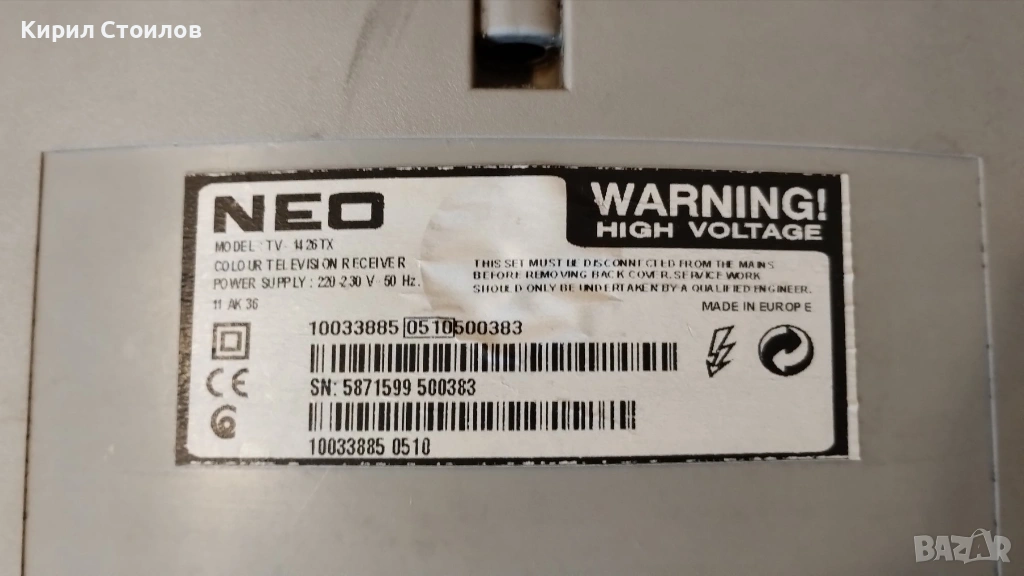 Кирил Стоилов
NEO
WARNING!
HIGH VOLTAGE
MODEL : TV - 1426TX
COLOUR TELEVISION RECEIVER
POWER SUPPLY : 220-230 V - 50 Hz.
11 AK 36
THIS SET MUST BE DISCONNECTED FROM THE MAINS
BEFORE REMOVING BACK COVER. SERVICE WORK
SHOULD ONLY BE UNDERTAKEN BY A QUALIFIED ENGINEER.
MADE IN EUROPE
10033885 0510 500383
CE
SN: 5871599 500383
10033885 0510
BAZAR